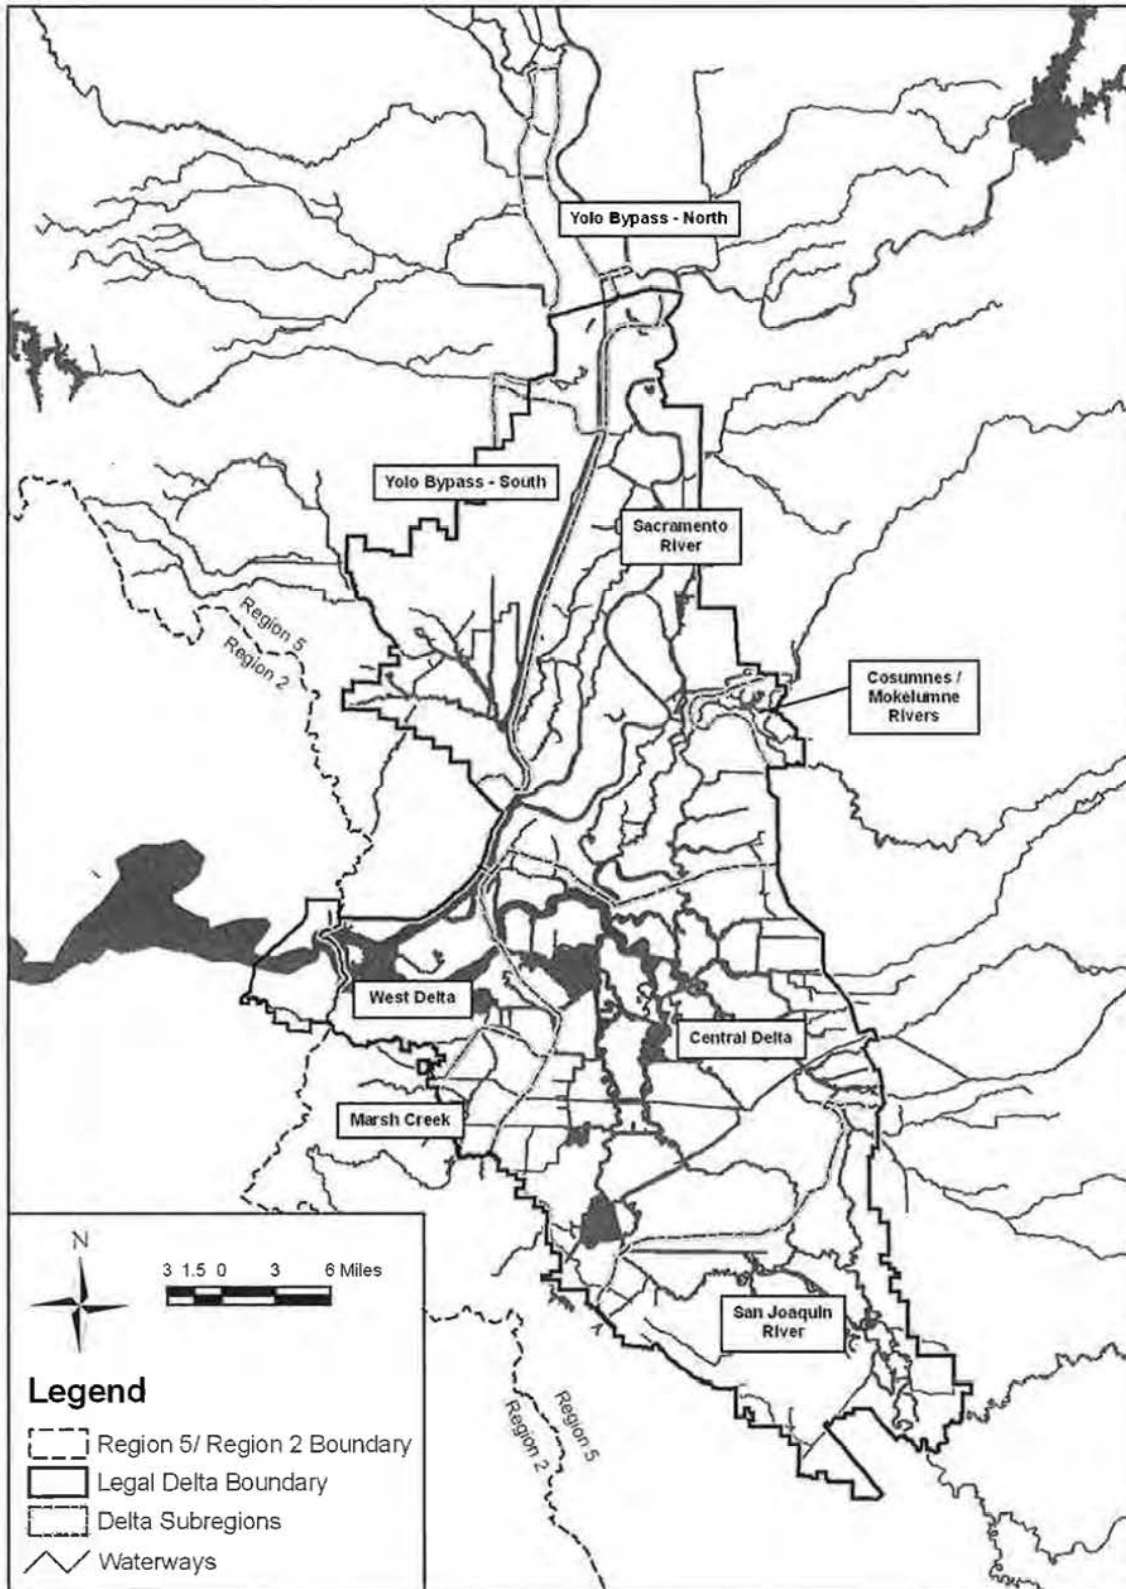 Yolo Bypass - North
Yolo Bypass - South
Sacramento
River
Region 5
Region 2
Cosumnes /
Mokelumne
Rivers
West Delta
Central Delta
Marsh Creek
San Joaquin
River
N
3 1.5 0 3 6 Miles
Region 5
Region 2
Legend
Region 5/ Region 2 Boundary
Legal Delta Boundary
Delta Subregions
Waterways